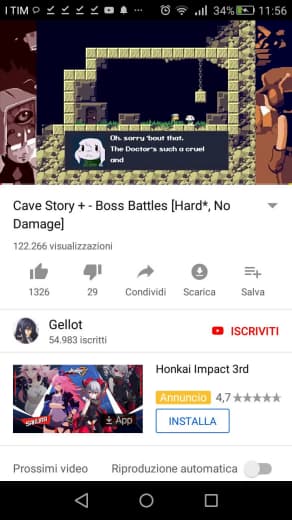 I TIM
34%
11:56
Oh, sorry 'bout that.
The Doctor's such a cruel
and
Cave Story + - Boss Battles [Hard*, No
Damage]
122.266 visualizzazioni
1326
29
Condividi
Scarica
Salva
Gellot
54.983 iscritti
ISCRIVITI
Honkai Impact 3rd
Annuncio 4,7
App
INSTALLA
Prossimi video
Riproduzione automatica